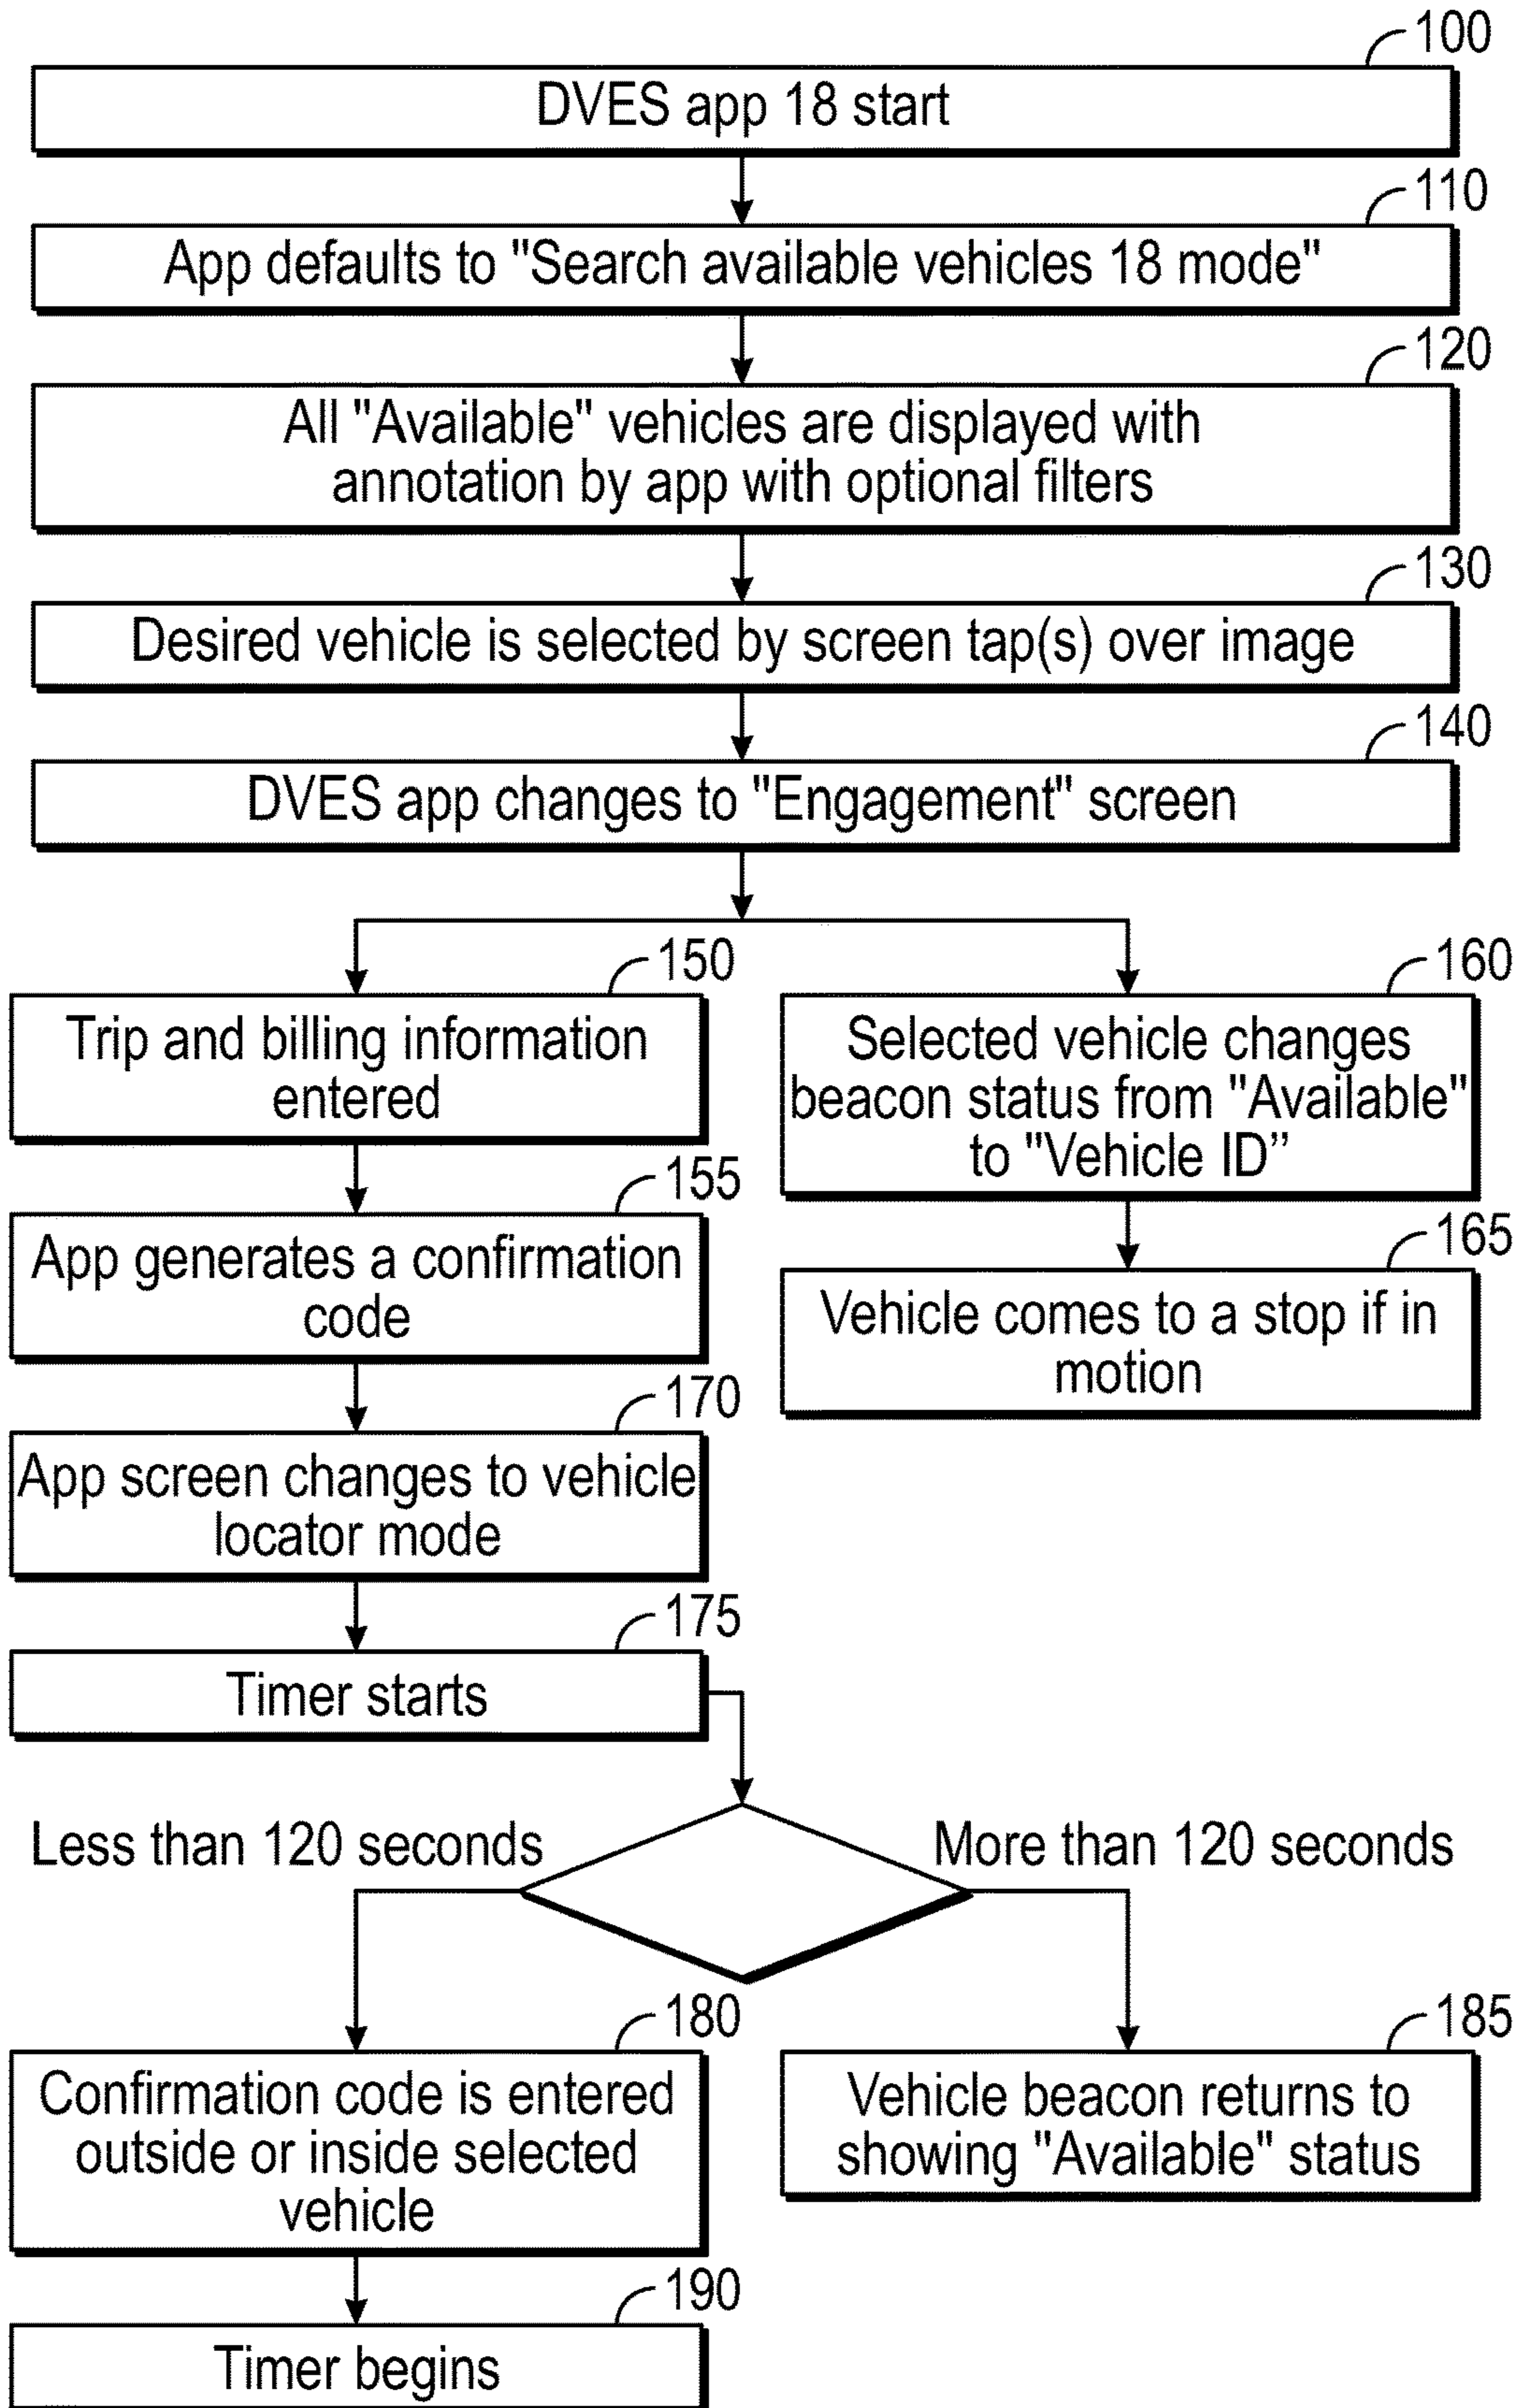 100
DVES app 18 start
110
App defaults to "Search available vehicles 18 mode"
120
All "Available" vehicles are displayed with
annotation by app with optional filters
130
Desired vehicle is selected by screen tap(s) over image
140
DVES app changes to "Engagement" screen
150
Trip and billing information
entered
160
Selected vehicle changes
beacon status from "Available"
to "Vehicle ID”
155
App generates a confirmation
code
165
Vehicle comes to a stop if in
motion
170
App screen changes to vehicle
locator mode
175
Timer starts
Less than 120 seconds
More than 120 seconds
180
Confirmation code is entered
outside or inside selected
vehicle
185
Vehicle beacon returns to
showing "Available" status
190
Timer begins